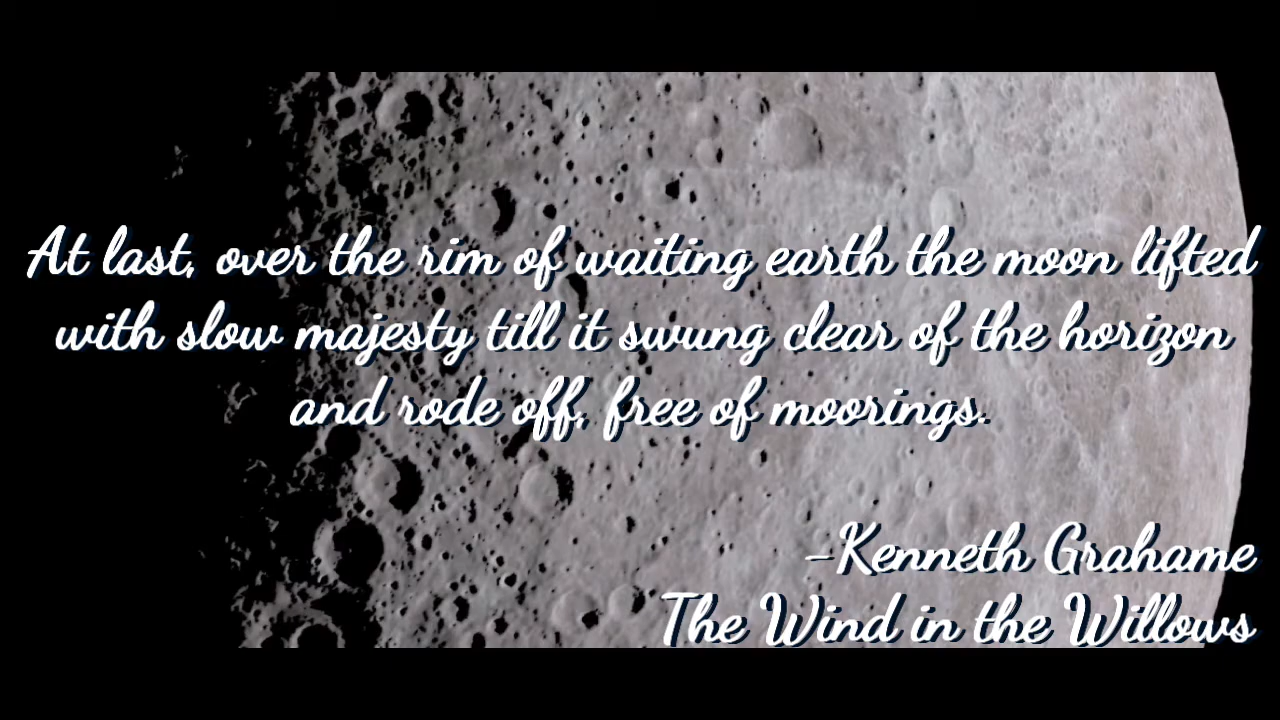 At last, over the rim of waiting earth the moon lifted
with slow majesty till it swung clear of the horizon
and rode off, free of moorings.
–Kenneth Grahame
The Wind in the Willows